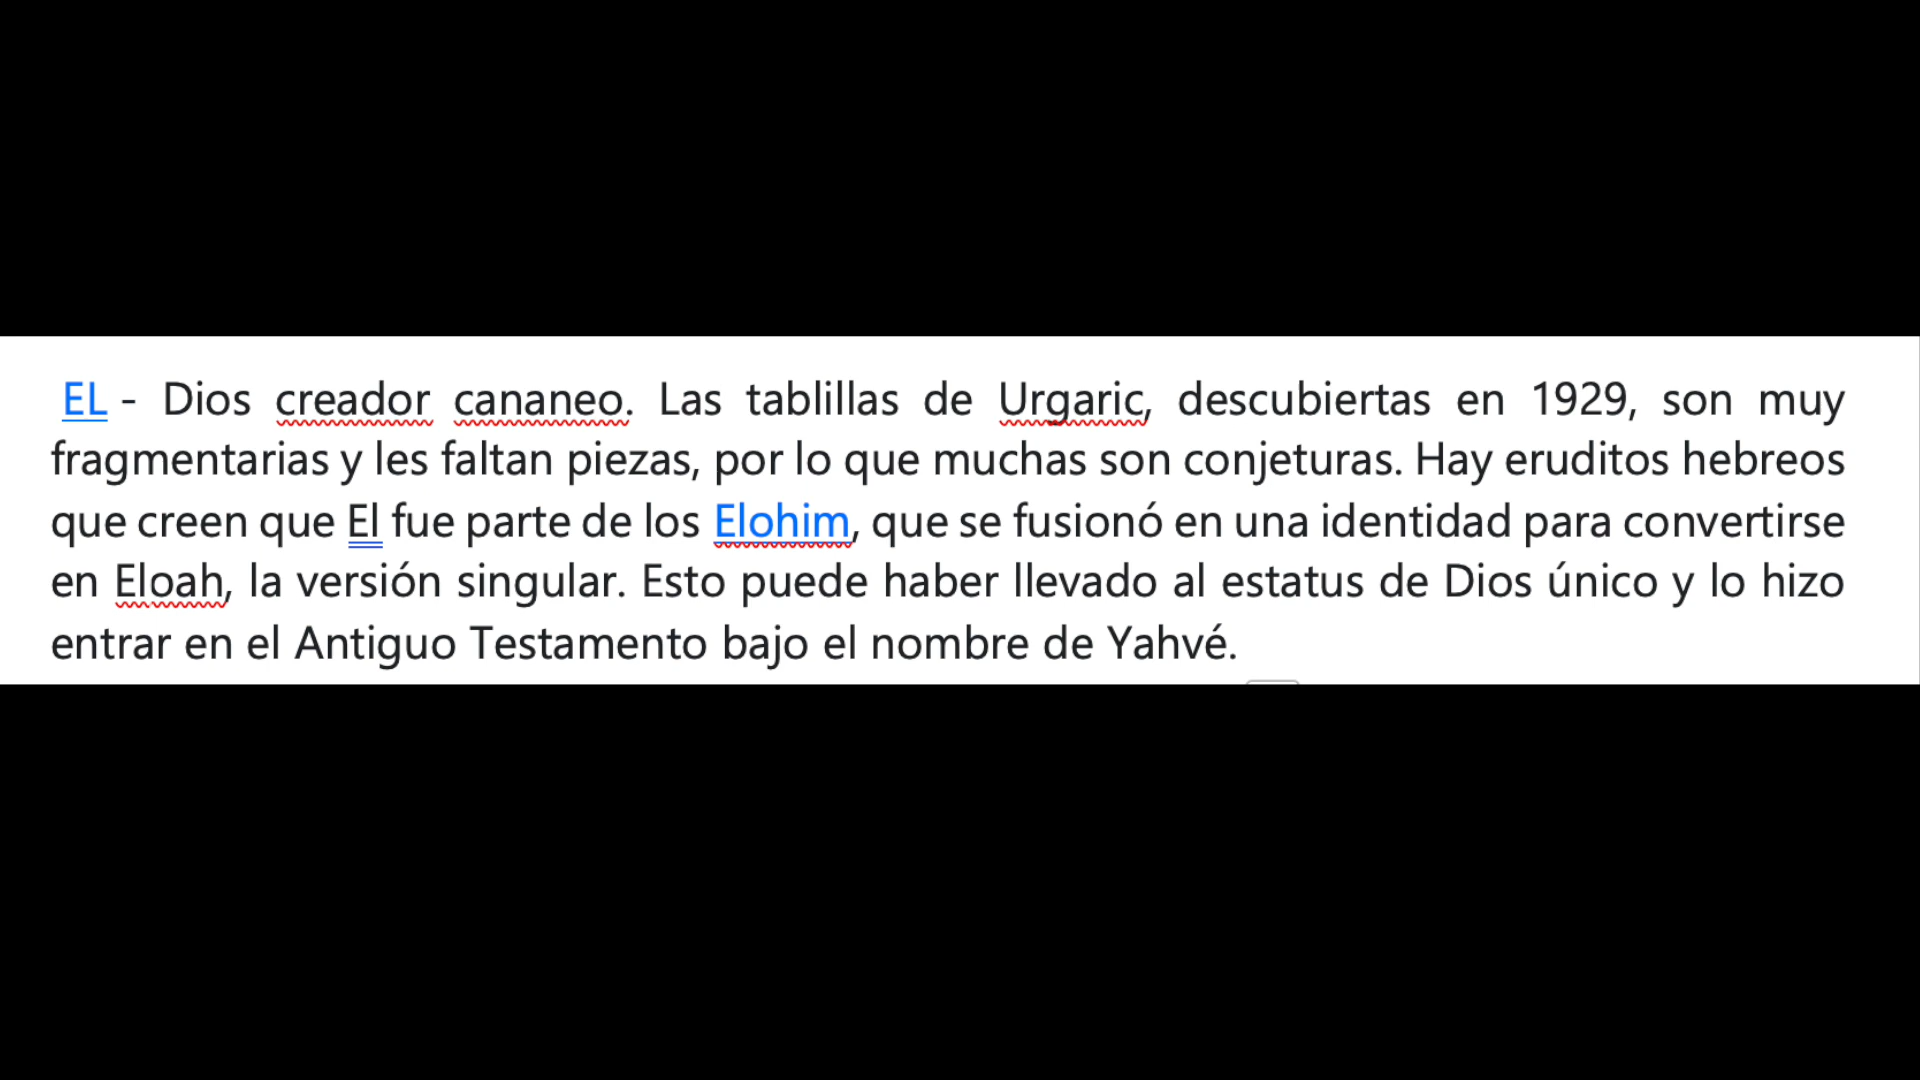 EL - Dios creador cananeo. Las tablillas de Urgaric, descubiertas en 1929, son muy
fragmentarias y les faltan piezas, por lo que muchas son conjeturas. Hay eruditos hebreos
que creen que El fue parte de los Elohim, que se fusionó en una identidad para convertirse
en Eloah, la versión singular. Esto puede haber llevado al estatus de Dios único y lo hizo
entrar en el Antiguo Testamento bajo el nombre de Yahvé.